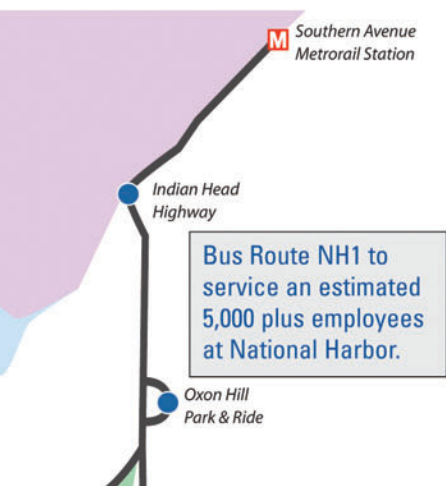 M
Southern Avenue
Metrorail Station
Indian Head
Highway
Bus Route NH1 to
service an estimated
5,000 plus employees
at National Harbor.
Oxon Hill
Park & Ride